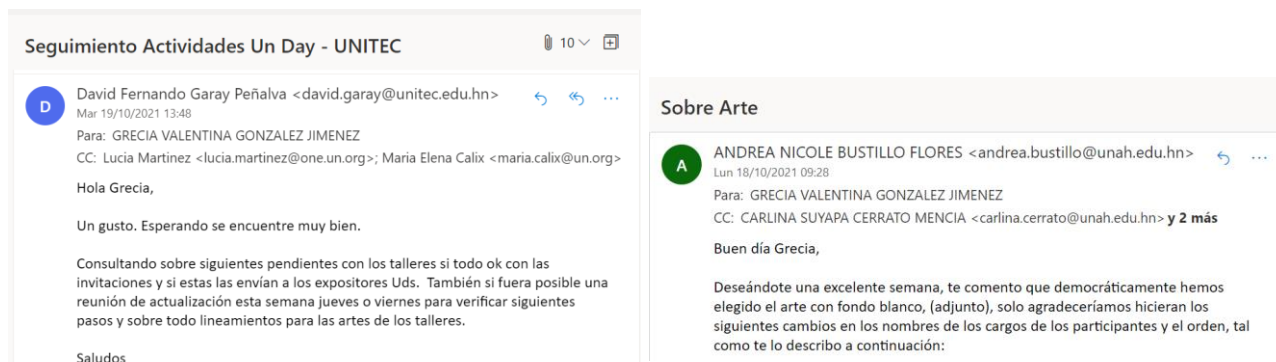 Seguimiento Actividades Un Day - UNITEC
10
D
David Fernando Garay Peñalva <david.garay@unitec.edu.hn>
Mar 19/10/2021 13:48
Para: GRECIA VALENTINA GONZALEZ JIMENEZ
CC: Lucia Martinez <lucia.martinez@one.un.org>; Maria Elena Calix <maria.calix@un.org>
Hola Grecia,
Un gusto. Esperando se encuentre muy bien.
Consultando sobre siguientes pendientes con los talleres si todo ok con las
invitaciones y si estas las envían a los expositores Uds. También si fuera posible una
reunión de actualización esta semana jueves o viernes para verificar siguientes
pasos y sobre todo lineamientos para las artes de los talleres.
Saludos
Sobre Arte
A
ANDREA NICOLE BUSTILLO FLORES <andrea.bustillo@unah.edu.hn>
Lun 18/10/2021 09:28
Para: GRECIA VALENTINA GONZALEZ JIMENEZ
CC: CARLINA SUYAPA CERRATO MENCIA <carlina.cerrato@unah.edu.hn> y 2 más
Buen día Grecia,
Deseándote una excelente semana, te comento que democráticamente hemos
elegido el arte con fondo blanco, (adjunto), solo agradeceríamos hicieran los
siguientes cambios en los nombres de los cargos de los participantes y el orden, tal
como te lo describo a continuación: